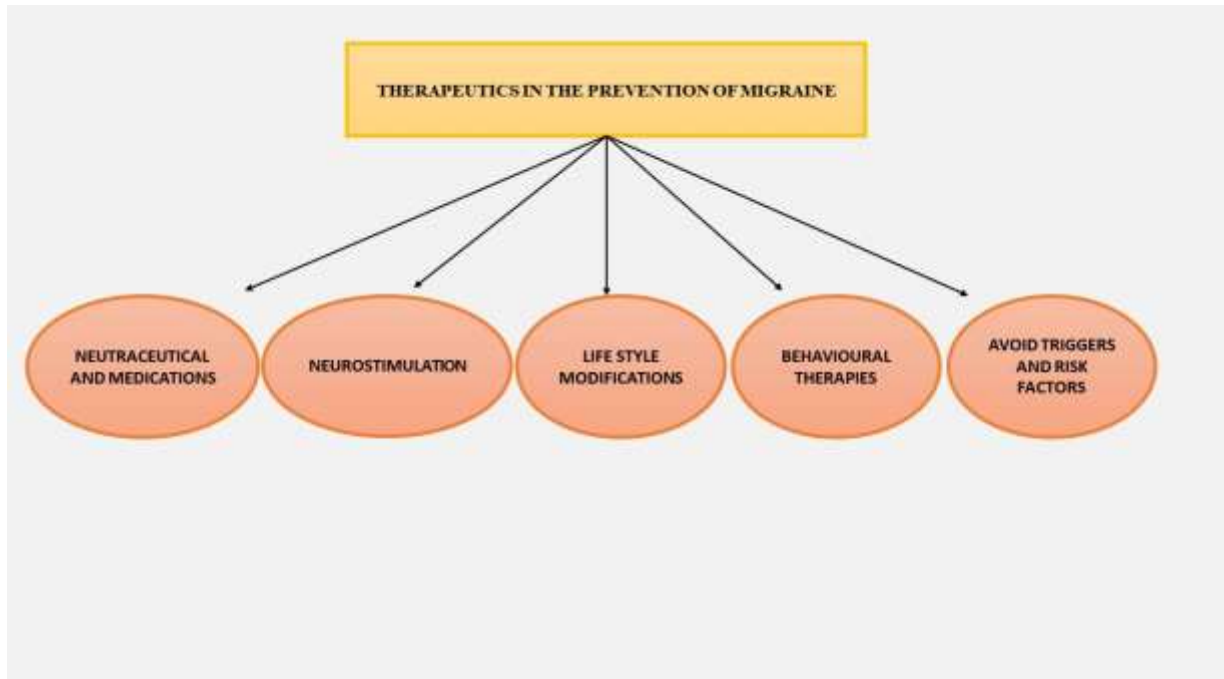 THERAPEUTICS IN THE PREVENTION OF MIGRAINE
NEUTRACEUTICAL
AND MEDICATIONS
NEUROSTIMULATION
LIFE STYLE
MODIFICATIONS
BEHAVIOURAL
THERAPIES
AVOID TRIGGERS
AND RISK
FACTORS